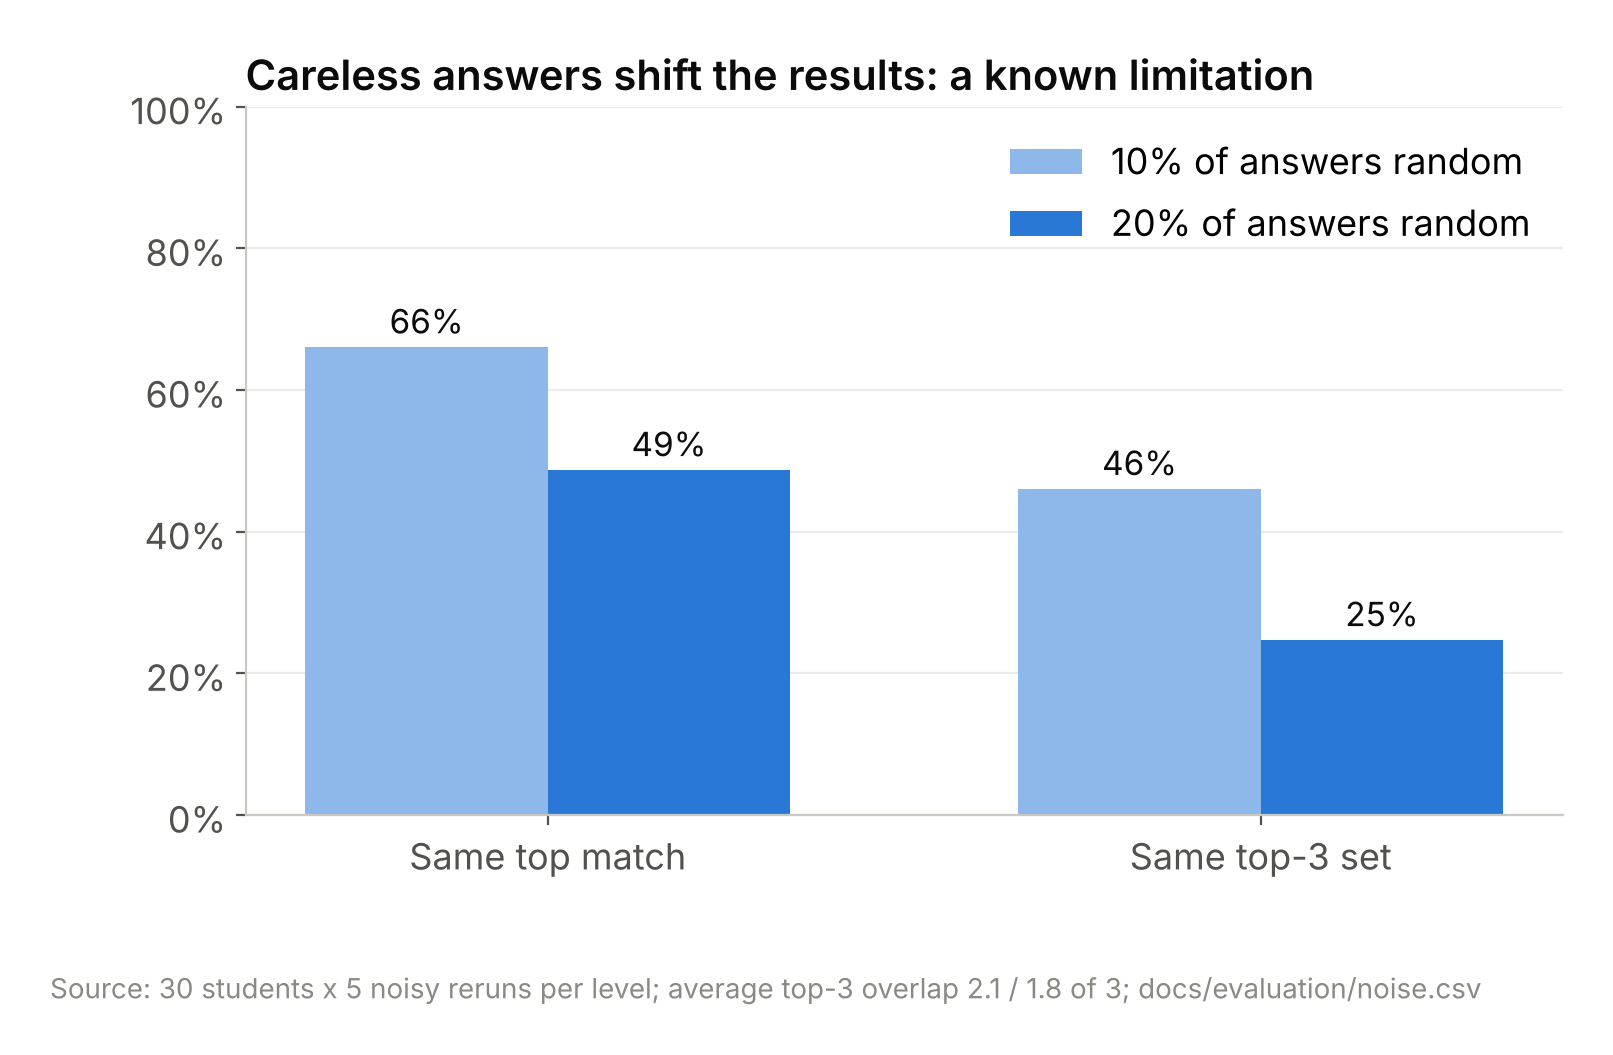 Careless answers shift the results: a known limitation
100%
80%
60%
40%
20%
0%
10% of answers random
20% of answers random
66%
49%
46%
25%
Same top match
Same top-3 set
Source: 30 students x 5 noisy reruns per level; average top-3 overlap 2.1 / 1.8 of 3; docs/evaluation/noise.csv